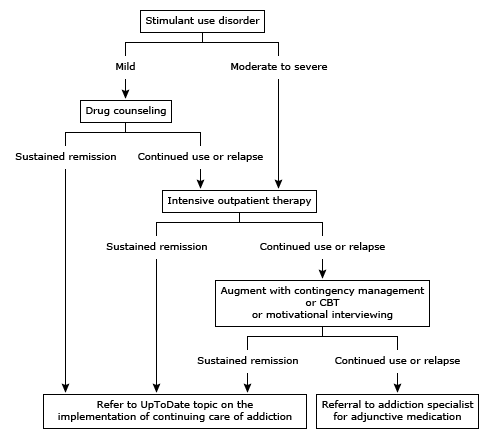 Stimulant use disorder
Mild
Moderate to severe
Drug counseling
Sustained remission
Continued use or relapse
Intensive outpatient therapy
Sustained remission
Continued use or relapse
Augment with contingency management
or CBT
or motivational interviewing
Sustained remission
Continued use or relapse
Refer to UpToDate topic on the
implementation of continuing care of addiction
Referral to addiction specialist
for adjunctive medication